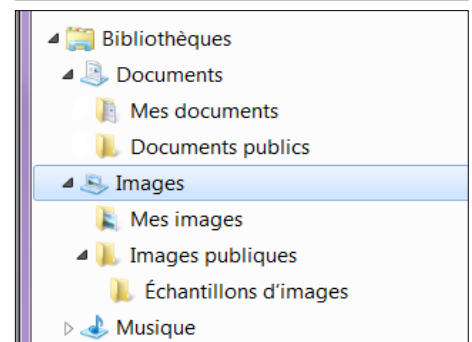 Bibliothèques
Documents
Mes documents
Documents publics
Images
Mes images
Images publiques
Échantillons d'images
Musique